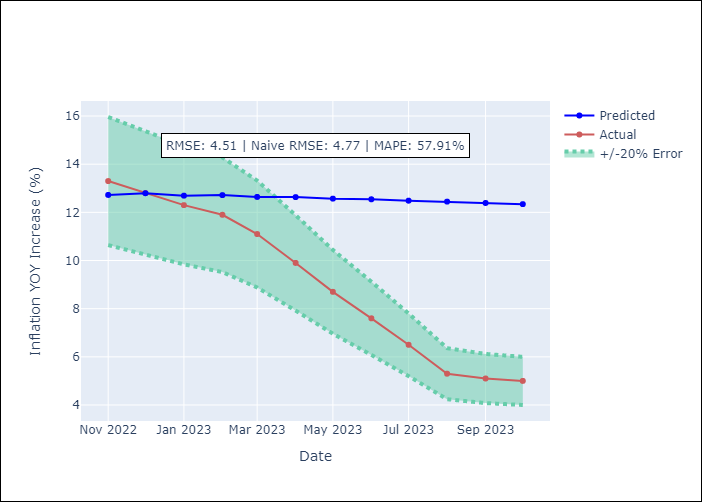 RMSE: 4.51 | Naive RMSE: 4.77 | MAPE: 57.91%
Predicted
Actual
+/-20% Error
Inflation YOY Increase (%)
16
14
12
10
8
6
4
Nov 2022
Jan 2023
Mar 2023
May 2023
Jul 2023
Sep 2023
Date